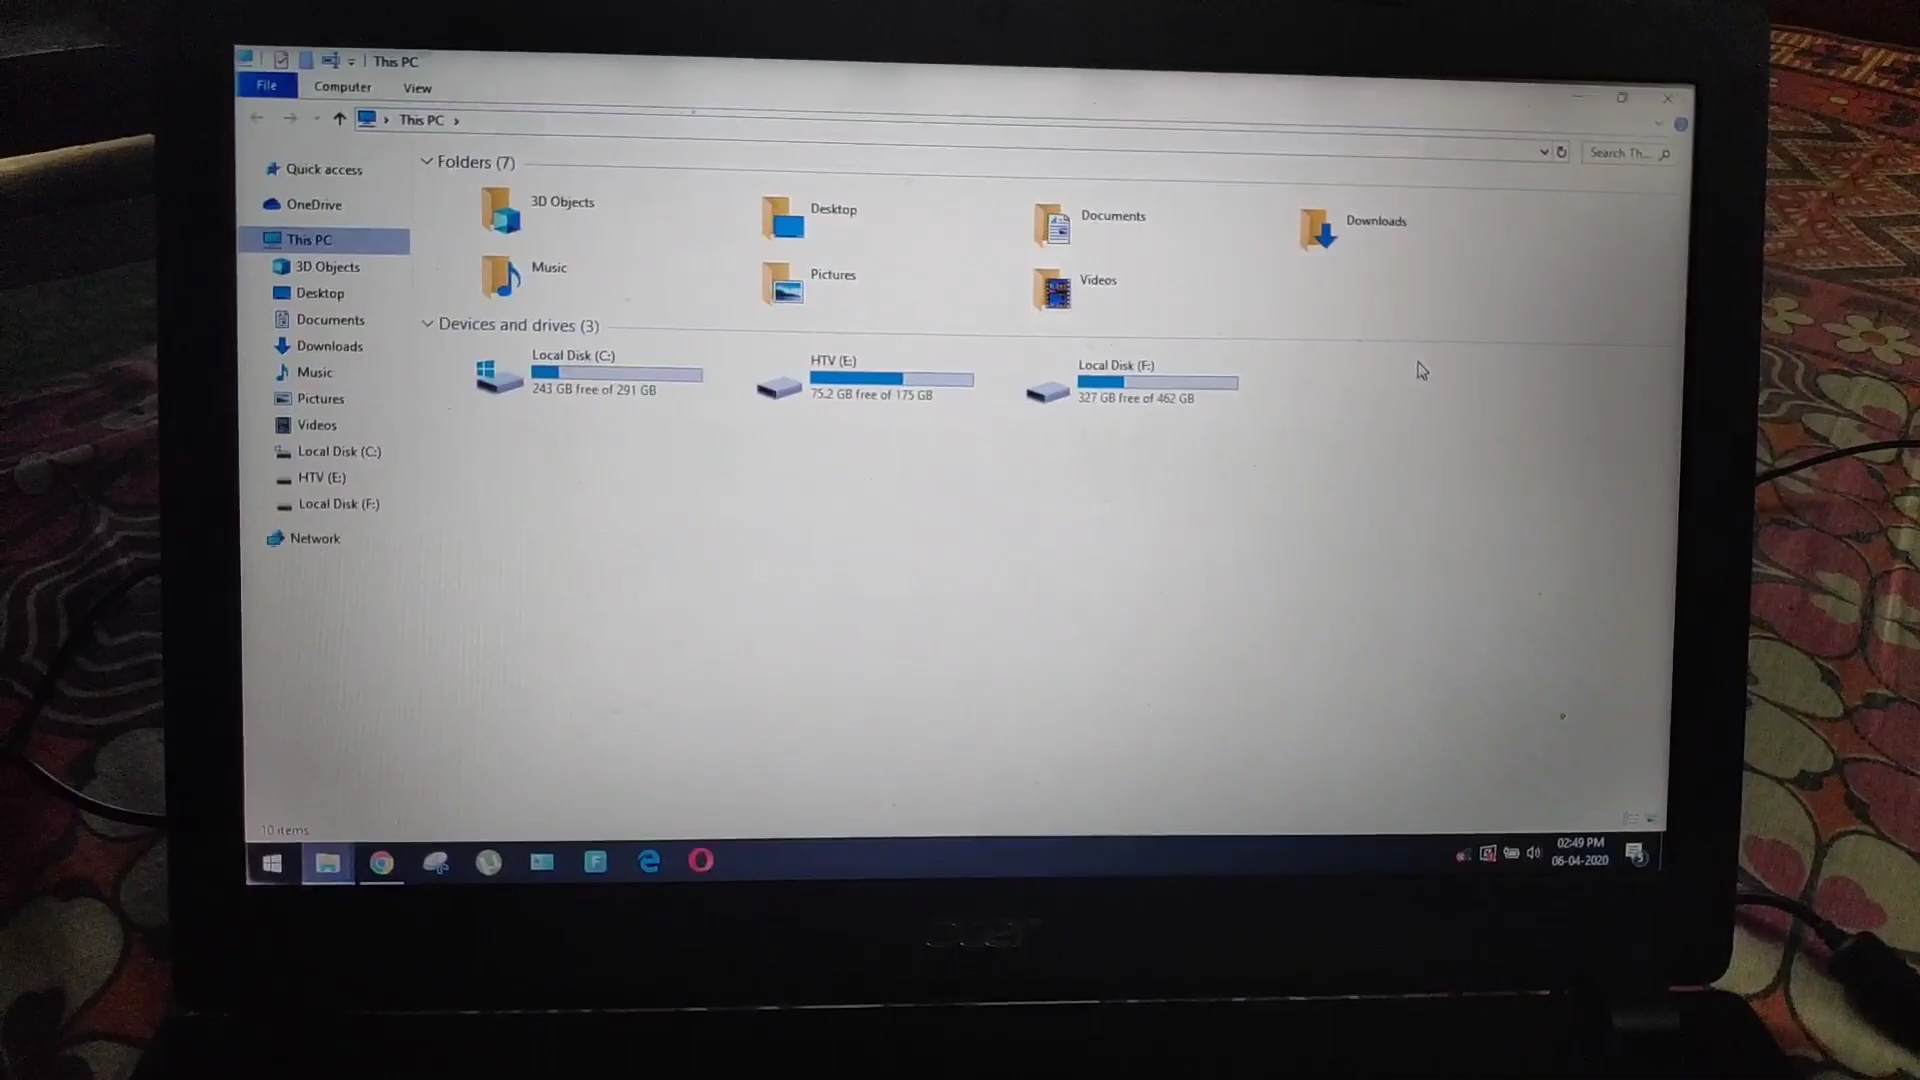 This PC
File Computer View
This PC
Search Th...
Quick access
OneDrive
This PC
3D Objects
Desktop
Documents
Downloads
Music
Pictures
Videos
Local Disk (C:)
HTV (E:)
Local Disk (F:)
Network
Folders (7)
3D Objects
Desktop
Documents
Downloads
Music
Pictures
Videos
Devices and drives (3)
Local Disk (C:)
243 GB free of 291 GB
HTV (E:)
75.2 GB free of 175 GB
Local Disk (F:)
327 GB free of 462 GB
10 items
02:49 PM
06-04-2020
acer